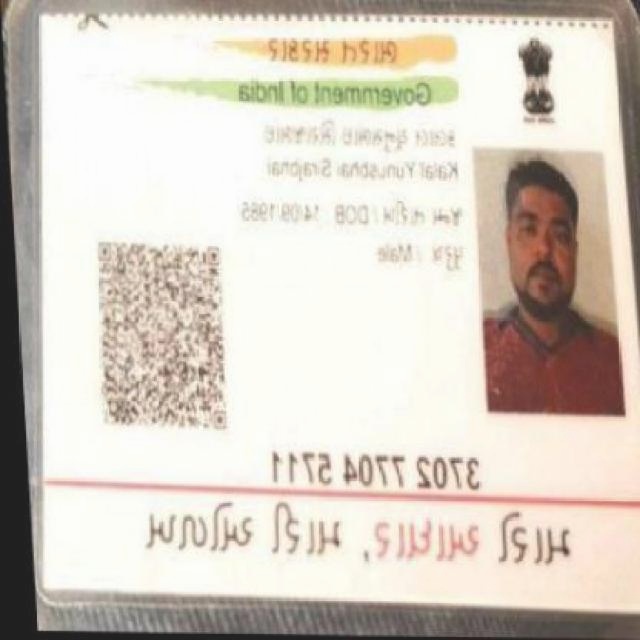 ભારત સરકાર
Government of India
કલાલ યુનુસભાઇ સિરાજભાઇ
Kalal Yunusbhai Sirajbhai
જન્મ તારીખ / DOB : 14.09.1985
પુરુષ / Male
3702 7704 5711
મારો આધાર, મારી ઓળખ